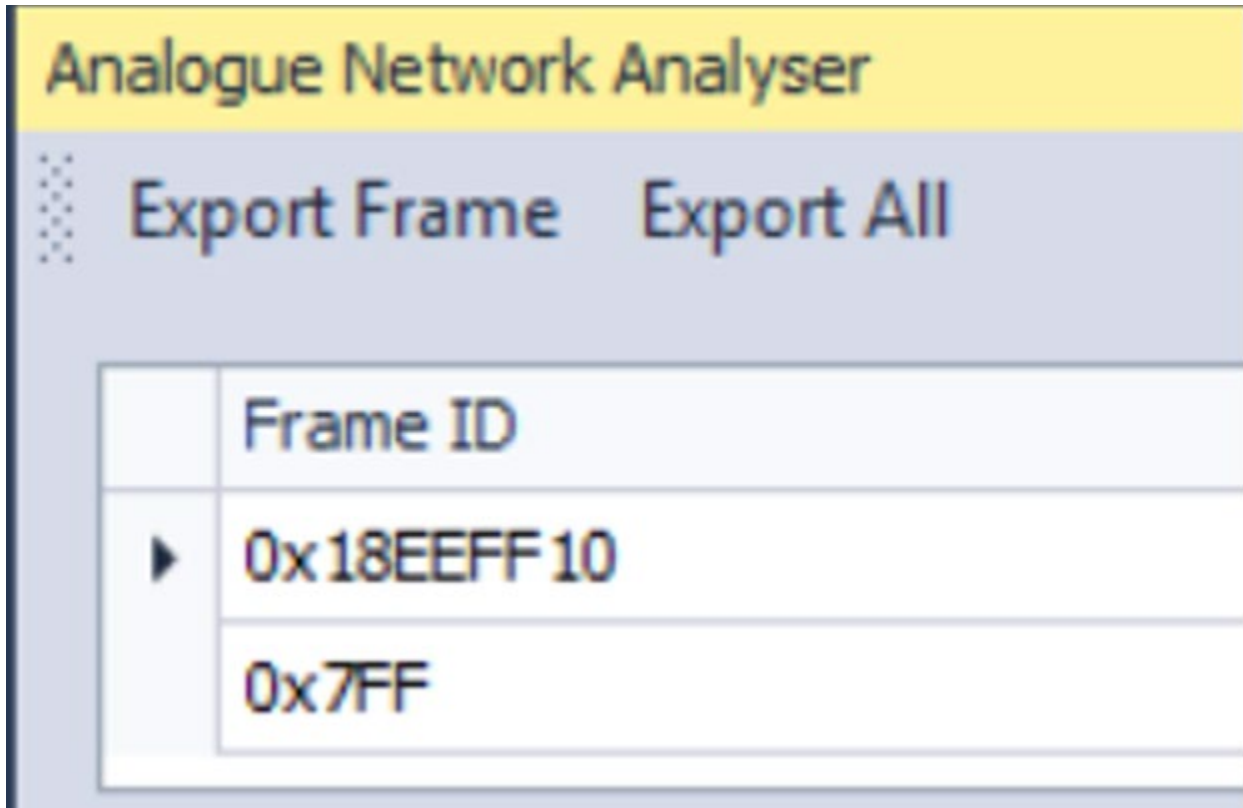 Analogue Network Analyser
Export Frame Export All
Frame ID
0x18EEFF10
0x7FF